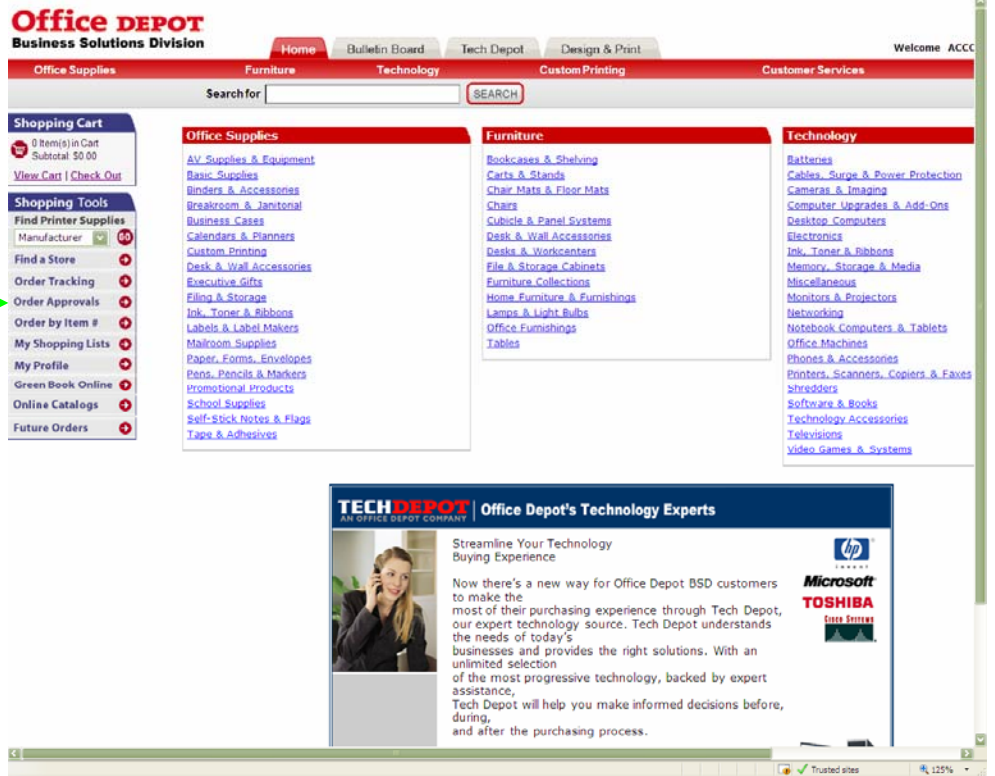 Office DEPOT
Business Solutions Division
Home
Bulletin Board
Tech Depot
Design & Print
Welcome ACCC
Office Supplies
Furniture
Technology
Custom Printing
Customer Services
Search for
SEARCH
Shopping Cart
0 Item(s) in Cart
Subtotal: $0.00
View Cart | Check Out
Shopping Tools
Find Printer Supplies
Manufacturer GO
Find a Store
Order Tracking
Order Approvals
Order by Item #
My Shopping Lists
My Profile
Green Book Online
Online Catalogs
Future Orders
Office Supplies
AV Supplies & Equipment
Basic Supplies
Binders & Accessories
Breakroom & Janitorial
Business Cases
Calendars & Planners
Custom Printing
Desk & Wall Accessories
Executive Gifts
Filing & Storage
Ink, Toner & Ribbons
Labels & Label Makers
Mailroom Supplies
Paper, Forms, Envelopes
Pens, Pencils & Markers
Promotional Products
School Supplies
Self-Stick Notes & Flags
Tape & Adhesives
Furniture
Bookcases & Shelving
Carts & Stands
Chair Mats & Floor Mats
Chairs
Cubicle & Panel Systems
Desk & Wall Accessories
Desks & Workcenters
File & Storage Cabinets
Furniture Collections
Home Furniture & Furnishings
Lamps & Light Bulbs
Office Furnishings
Tables
Technology
Batteries
Cables, Surge & Power Protection
Cameras & Imaging
Computer Upgrades & Add-Ons
Desktop Computers
Electronics
Ink, Toner & Ribbons
Memory, Storage & Media
Miscellaneous
Monitors & Projectors
Networking
Notebook Computers & Tablets
Office Machines
Phones & Accessories
Printers, Scanners, Copiers & Faxes
Shredders
Software & Books
Technology Accessories
Televisions
Video Games & Systems
TECHDEPOT
AN OFFICE DEPOT COMPANY
Office Depot's Technology Experts
Streamline Your Technology
Buying Experience
Now there's a new way for Office Depot BSD customers
to make the
most of their purchasing experience through Tech Depot,
our expert technology source. Tech Depot understands
the needs of today's
businesses and provides the right solutions. With an
unlimited selection
of the most progressive technology, backed by expert
assistance,
Tech Depot will help you make informed decisions before,
during,
and after the purchasing process.
hp
invent
Microsoft
TOSHIBA
Cisco Systems
Trusted sites
125%